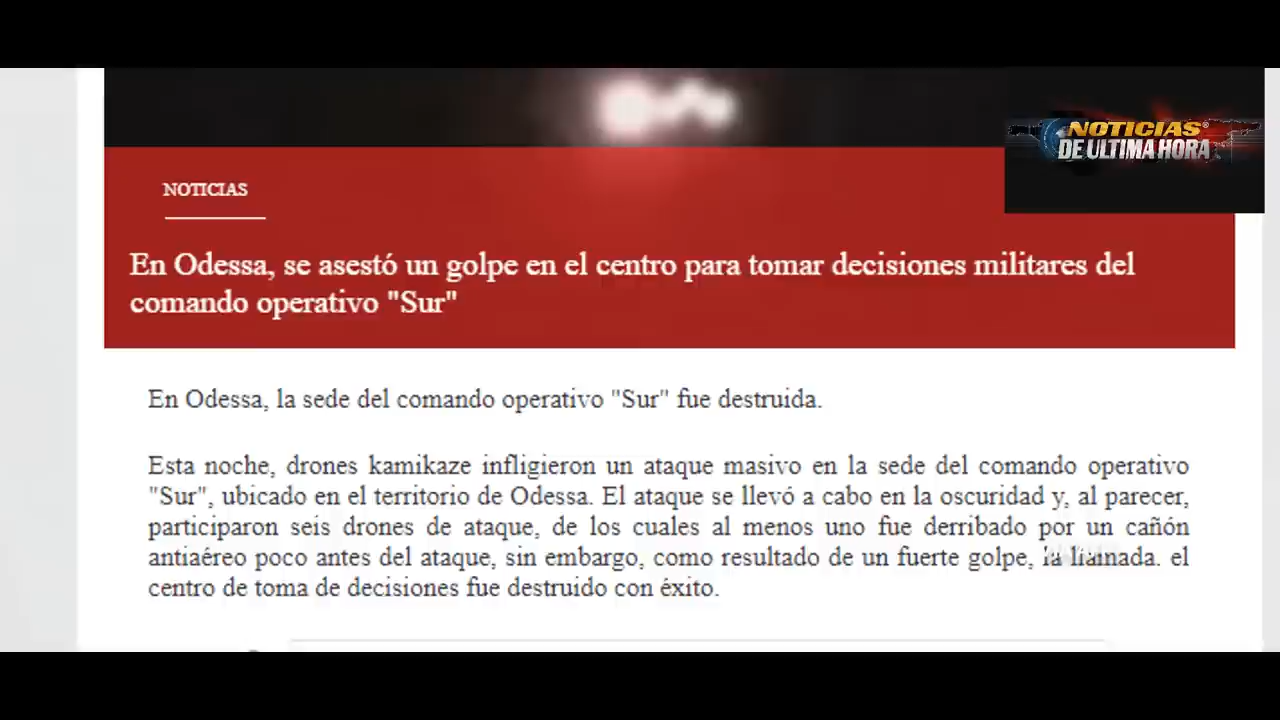 NOTICIAS®
DE ULTIMA HORA
NOTICIAS
En Odessa, se asestó un golpe en el centro para tomar decisiones militares del
comando operativo "Sur"
En Odessa, la sede del comando operativo "Sur" fue destruida.
Esta noche, drones kamikaze infligieron un ataque masivo en la sede del comando operativo
"Sur", ubicado en el territorio de Odessa. El ataque se llevó a cabo en la oscuridad y, al parecer,
participaron seis drones de ataque, de los cuales al menos uno fue derribado por un cañón
antiaéreo poco antes del ataque, sin embargo, como resultado de un fuerte golpe, la llamada. el
centro de toma de decisiones fue destruido con éxito.